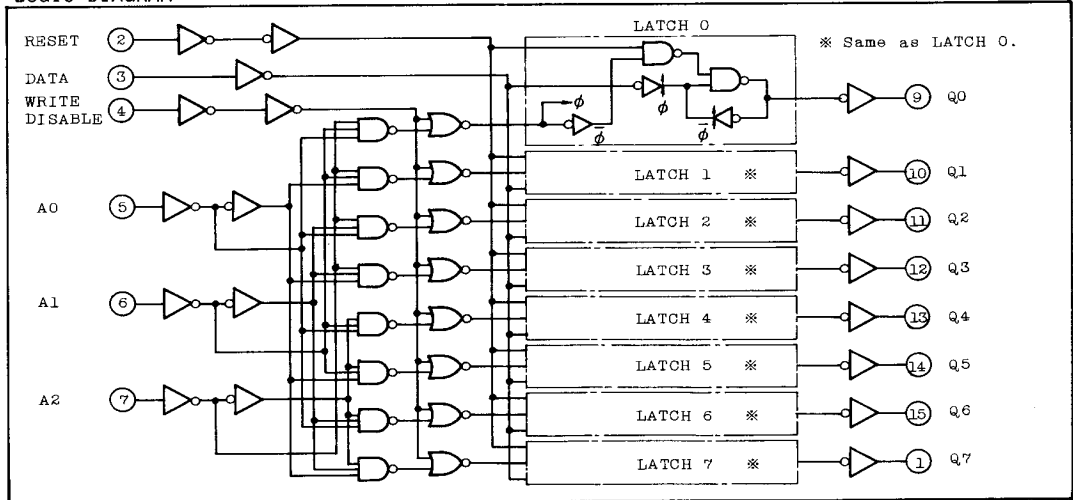 LOGIC DIAGRAM
RESET 2
DATA 3
WRITE
DISABLE 4
A0 5
A1 6
A2 7
LATCH 0
※ Same as LATCH 0.
φ
φ̅
φ
φ̅
9 Q0
LATCH 1 ※ 10 Q1
LATCH 2 ※ 11 Q2
LATCH 3 ※ 12 Q3
LATCH 4 ※ 13 Q4
LATCH 5 ※ 14 Q5
LATCH 6 ※ 15 Q6
LATCH 7 ※ 1 Q7